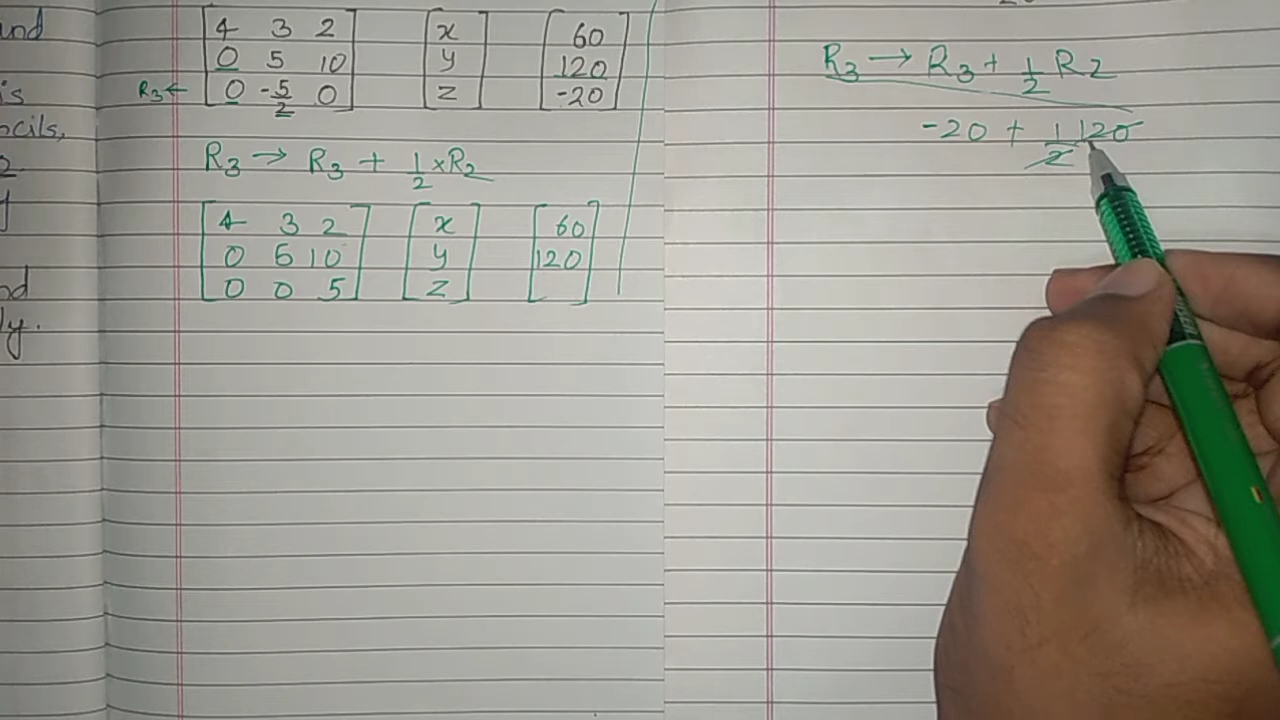 and
is
ncils,
2
y
nd
ly.
4 3 2 x 60
0 5 10 y 120
R3← 0 -5/2 0 z -20
R3 → R3 + 1/2 × R2
4 3 2 x 60
0 5 10 y 120
0 0 5 z
R3 → R3 + 1/2 R2
-20 + 1/2 120